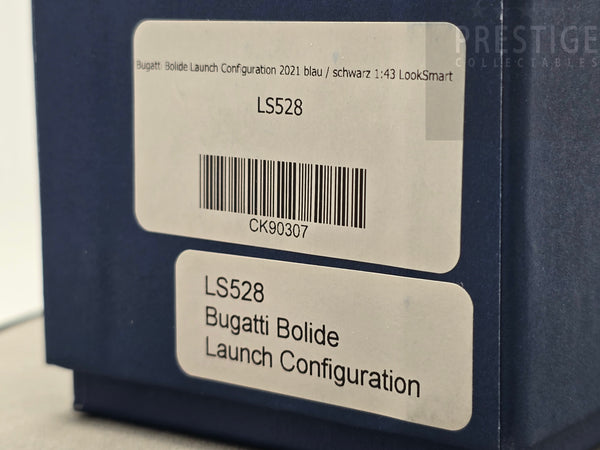 PRESTIGE
COLLECTABLES
Bugatti Bolide Launch Configuration 2021 blau / schwarz 1:43 LookSmart
LS528
CK90307
LS528
Bugatti Bolide
Launch Configuration